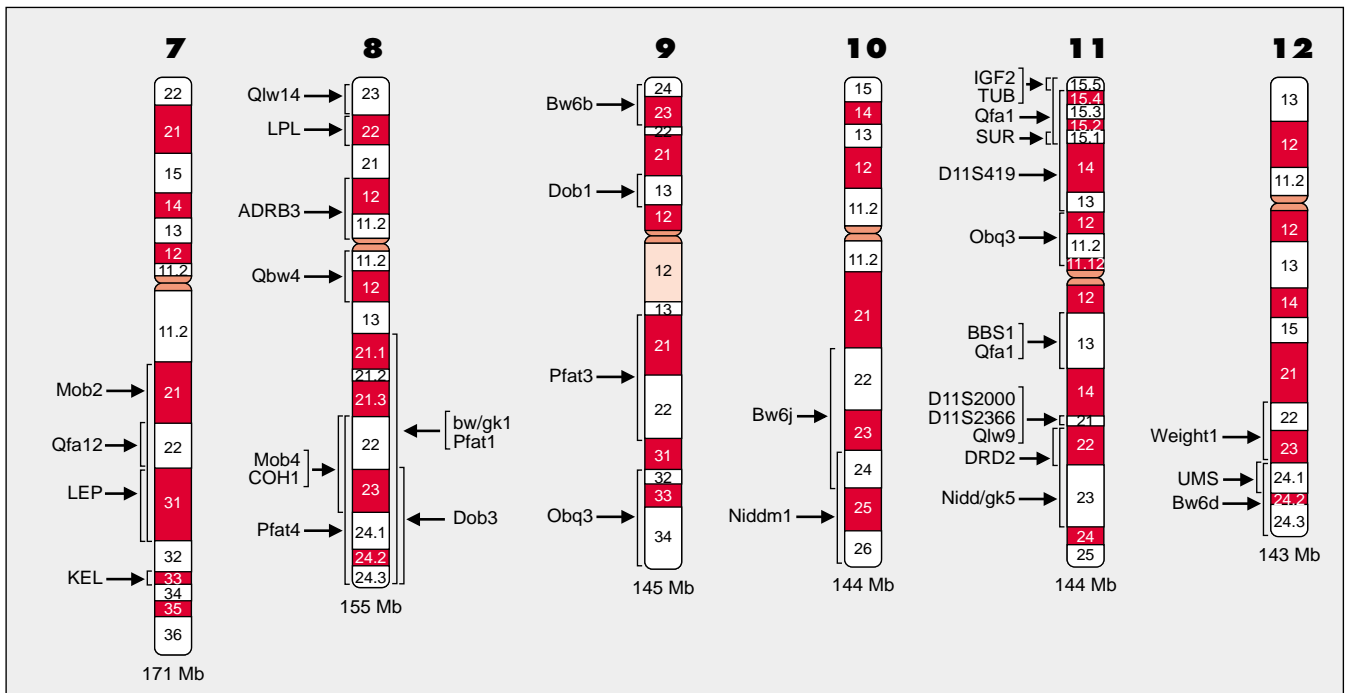 7
22
21
15
14
13
12
11.2
11.2
21
22
31
32
33
34
35
36
Mob2
Qfa12
LEP
KEL
171 Mb
8
23
22
21
12
11.2
11.2
12
13
21.1
21.2
21.3
22
23
24.1
24.2
24.3
Qlw14
LPL
ADRB3
Qbw4
bw/gk1
Pfat1
Mob4
COH1
Dob3
Pfat4
155 Mb
9
24
23
22
21
13
12
12
13
21
22
31
32
33
34
Bw6b
Dob1
Pfat3
Obq3
145 Mb
10
15
14
13
12
11.2
11.2
21
22
23
24
25
26
Bw6j
Niddm1
144 Mb
11
15.5
15.4
15.3
15.2
15.1
14
13
12
11.2
11.12
12
13
14
21
22
23
24
25
IGF2
TUB
Qfa1
SUR
D11S419
Obq3
BBS1
Qfa1
D11S2000
D11S2366
Qlw9
DRD2
Nidd/gk5
144 Mb
12
13
12
11.2
12
13
14
15
21
22
23
24.1
24.2
24.3
Weight1
UMS
Bw6d
143 Mb